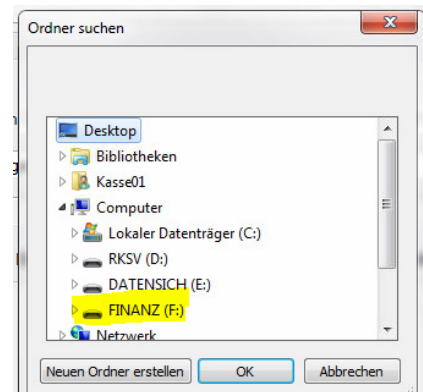 Ordner suchen
Desktop
Bibliotheken
Kasse01
Computer
Lokaler Datenträger (C:)
RKSV (D:)
DATENSICH (E:)
FINANZ (F:)
Netzwerk
Neuen Ordner erstellen OK Abbrechen